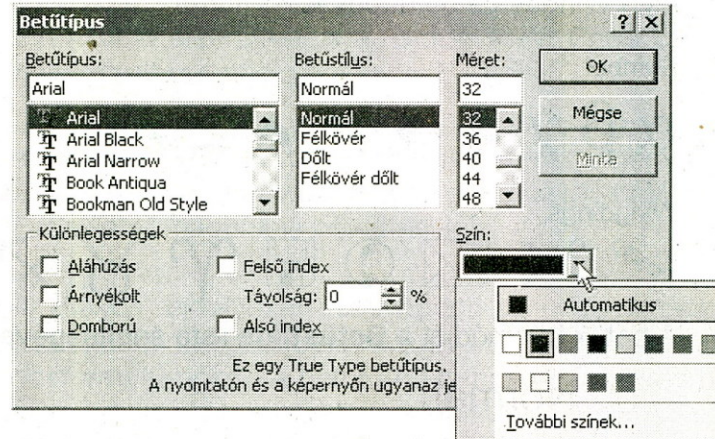 Betűtípus
Betűtípus:
Arial
Arial
Arial Black
Arial Narrow
Book Antiqua
Bookman Old Style
Betűstílus:
Normál
Normál
Félkövér
Dőlt
Félkövér dőlt
Méret:
32
32
36
40
44
48
OK
Mégse
Minta
Különlegességek
Aláhúzás
Árnyékolt
Domború
Felső index
Távolság: 0 %
Alsó index
Szín:
Automatikus
További színek...
Ez egy True Type betűtípus.
A nyomtatón és a képernyőn ugyanaz je